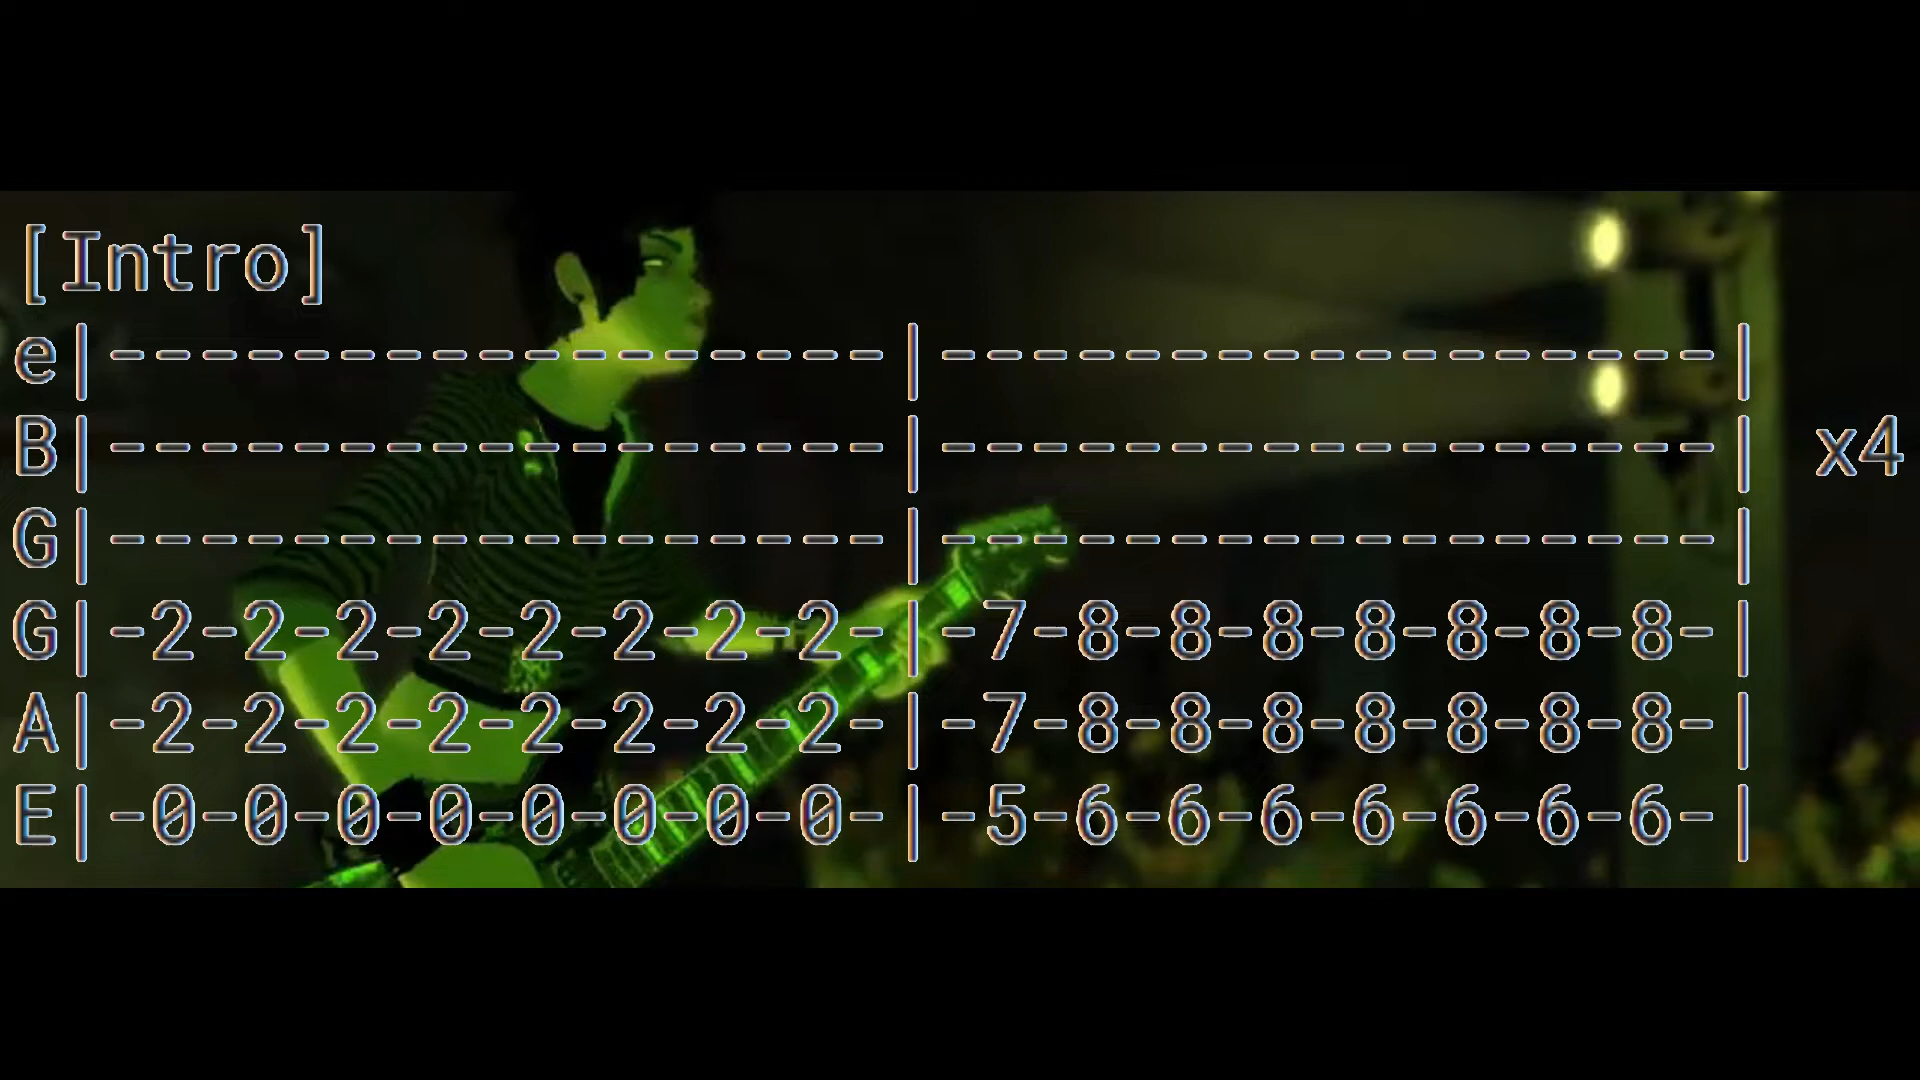 [Intro]
e|-----------------|-----------------|
B|-----------------|-----------------| x4
G|-----------------|-----------------|
G|-2-2-2-2-2-2-2-2-|-7-8-8-8-8-8-8-8-|
A|-2-2-2-2-2-2-2-2-|-7-8-8-8-8-8-8-8-|
E|-0-0-0-0-0-0-0-0-|-5-6-6-6-6-6-6-6-|